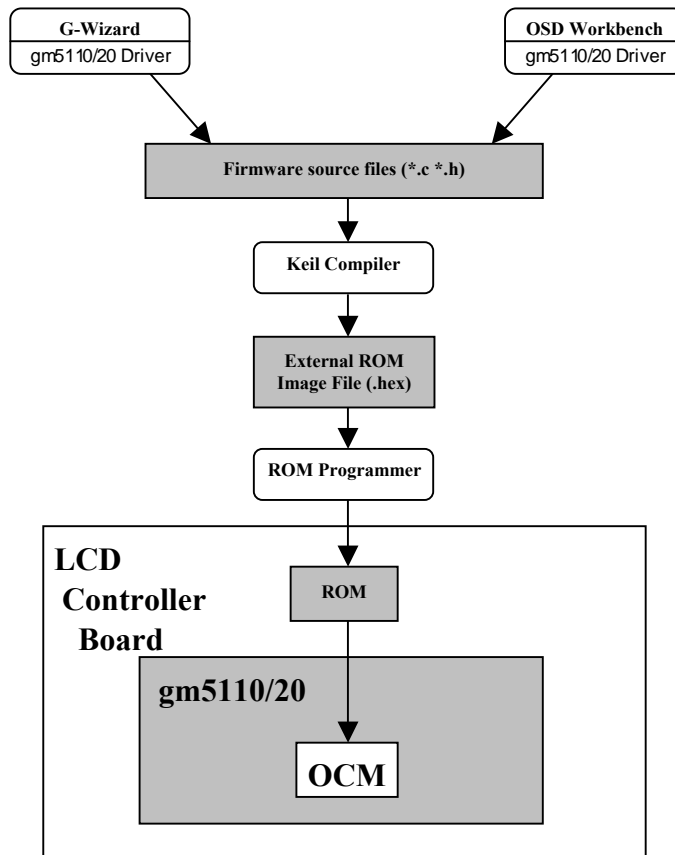 G-Wizard
gm5110/20 Driver
OSD Workbench
gm5110/20 Driver
Firmware source files (*.c *.h)
Keil Compiler
External ROM
Image File (.hex)
ROM Programmer
LCD
Controller
Board
ROM
gm5110/20
OCM